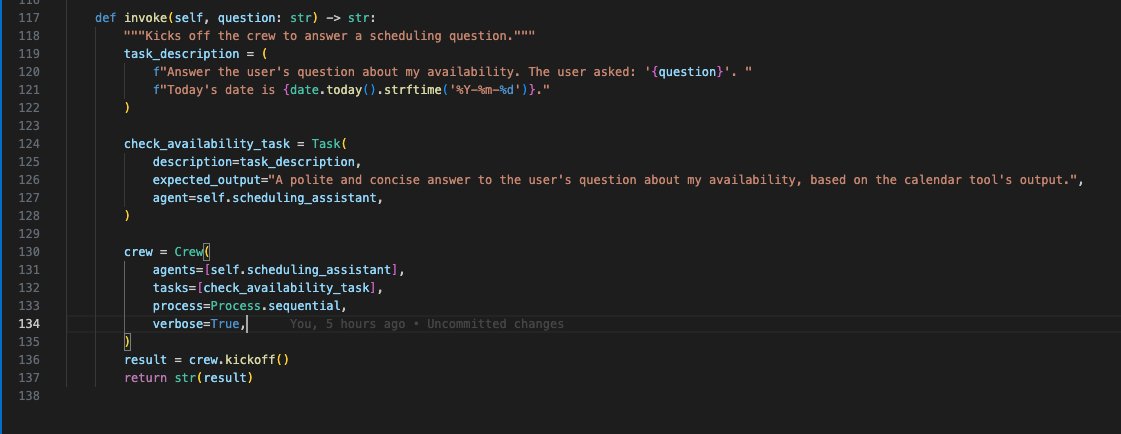 116
117 def invoke(self, question: str) -> str:
118 """Kicks off the crew to answer a scheduling question."""
119 task_description = (
120 f"Answer the user's question about my availability. The user asked: '{question}'. "
121 f"Today's date is {date.today().strftime('%Y-%m-%d')}."
122 )
123
124 check_availability_task = Task(
125 description=task_description,
126 expected_output="A polite and concise answer to the user's question about my availability, based on the calendar tool's output.",
127 agent=self.scheduling_assistant,
128 )
129
130 crew = Crew(
131 agents=[self.scheduling_assistant],
132 tasks=[check_availability_task],
133 process=Process.sequential,
134 verbose=True, You, 5 hours ago • Uncommitted changes
135 )
136 result = crew.kickoff()
137 return str(result)
138